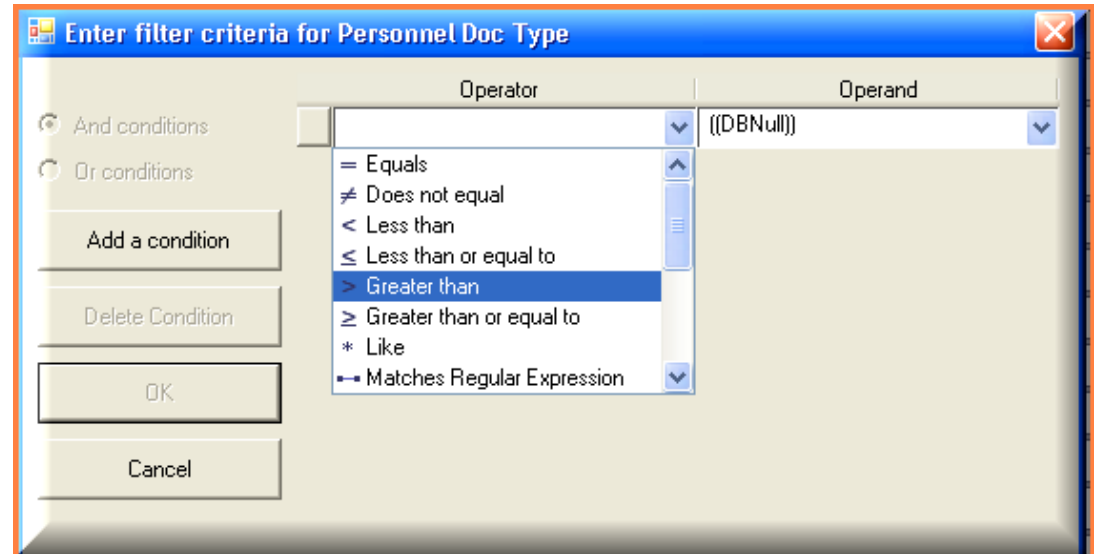 Enter filter criteria for Personnel Doc Type
Operator Operand
And conditions
((DBNull))
Or conditions
= Equals
≠ Does not equal
< Less than
≤ Less than or equal to
> Greater than
≥ Greater than or equal to
* Like
Matches Regular Expression
Add a condition
Delete Condition
OK
Cancel